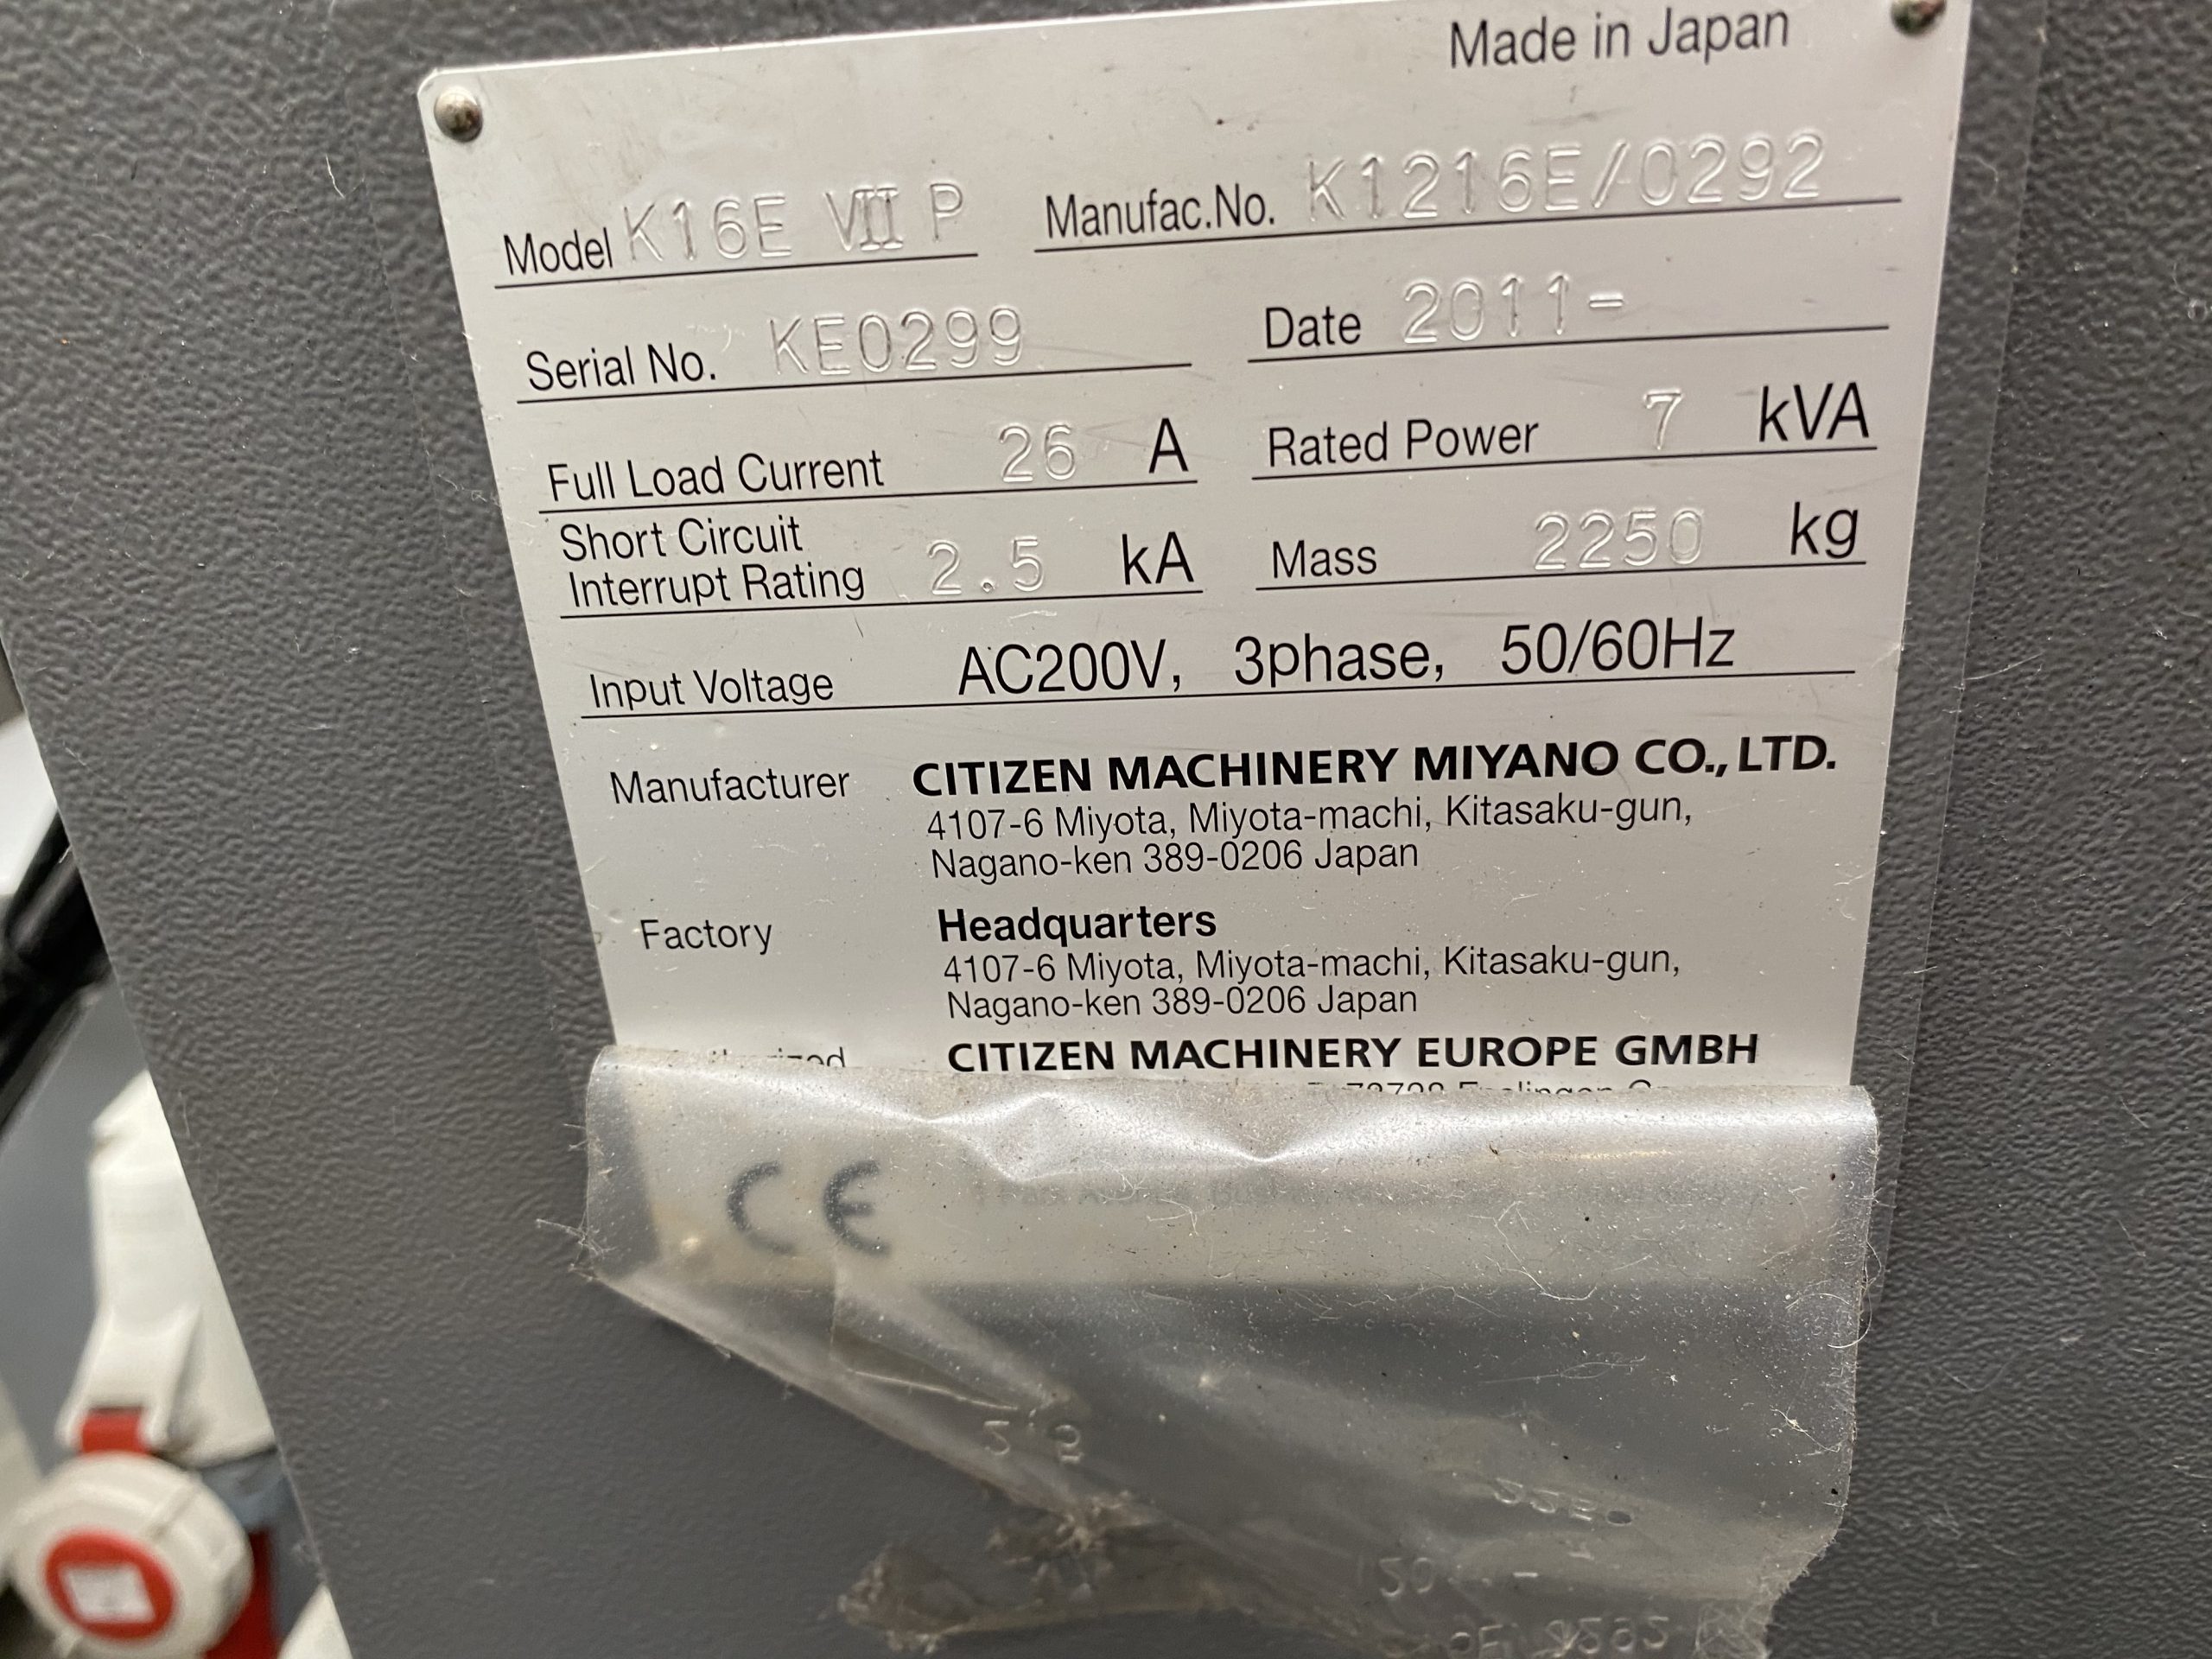 Made in Japan
Model K16E VII P Manufac.No. K1216E/0292
Serial No. KE0299 Date 2011-
Full Load Current 26 A Rated Power 7 kVA
Short Circuit
Interrupt Rating 2.5 kA Mass 2250 kg
Input Voltage AC200V, 3phase, 50/60Hz
Manufacturer CITIZEN MACHINERY MIYANO CO., LTD.
4107-6 Miyota, Miyota-machi, Kitasaku-gun,
Nagano-ken 389-0206 Japan
Factory Headquarters
4107-6 Miyota, Miyota-machi, Kitasaku-gun,
Nagano-ken 389-0206 Japan
CITIZEN MACHINERY EUROPE GMBH
CE